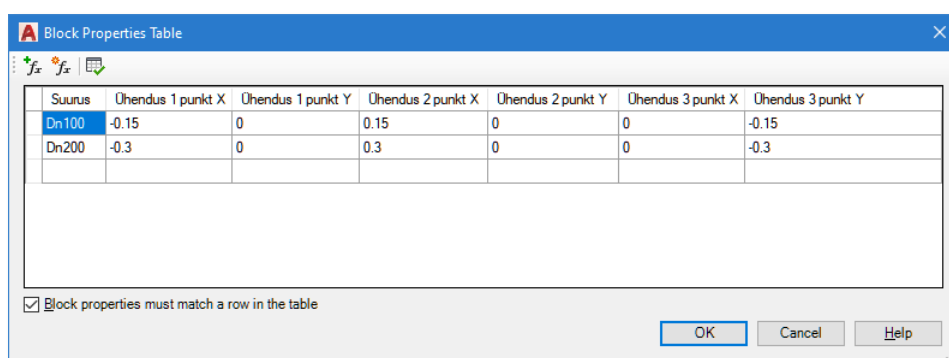 Block Properties Table
Suurus Ühendus 1 punkt X Ühendus 1 punkt Y Ühendus 2 punkt X Ühendus 2 punkt Y Ühendus 3 punkt X Ühendus 3 punkt Y
Dn100 -0.15 0 0.15 0 0 -0.15
Dn200 -0.3 0 0.3 0 0 -0.3
Block properties must match a row in the table
OK Cancel Help